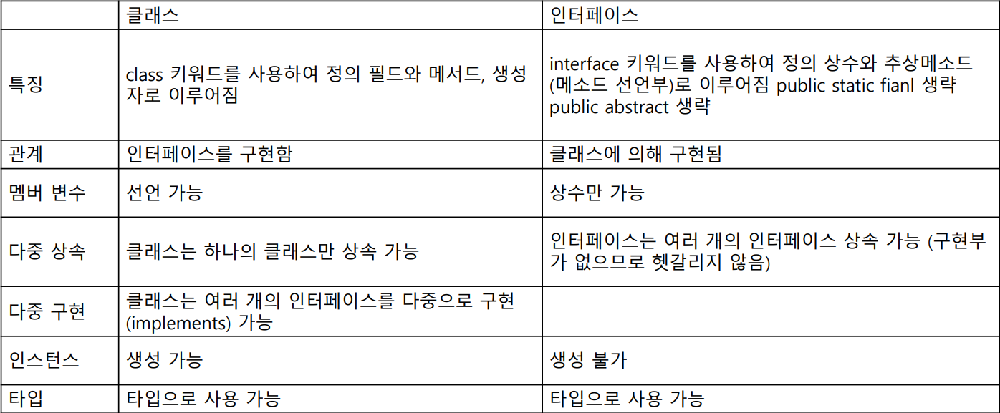 클래스
인터페이스
특징
class 키워드를 사용하여 정의 필드와 메서드, 생성
자로 이루어짐
interface 키워드를 사용하여 정의 상수와 추상메소드
(메소드 선언부)로 이루어짐 public static fianl 생략
public abstract 생략
관계
인터페이스를 구현함
클래스에 의해 구현됨
멤버 변수
선언 가능
상수만 가능
다중 상속
클래스는 하나의 클래스만 상속 가능
인터페이스는 여러 개의 인터페이스 상속 가능 (구현부
가 없으므로 헷갈리지 않음)
다중 구현
클래스는 여러 개의 인터페이스를 다중으로 구현
(implements) 가능
인스턴스
생성 가능
생성 불가
타입
타입으로 사용 가능
타입으로 사용 가능